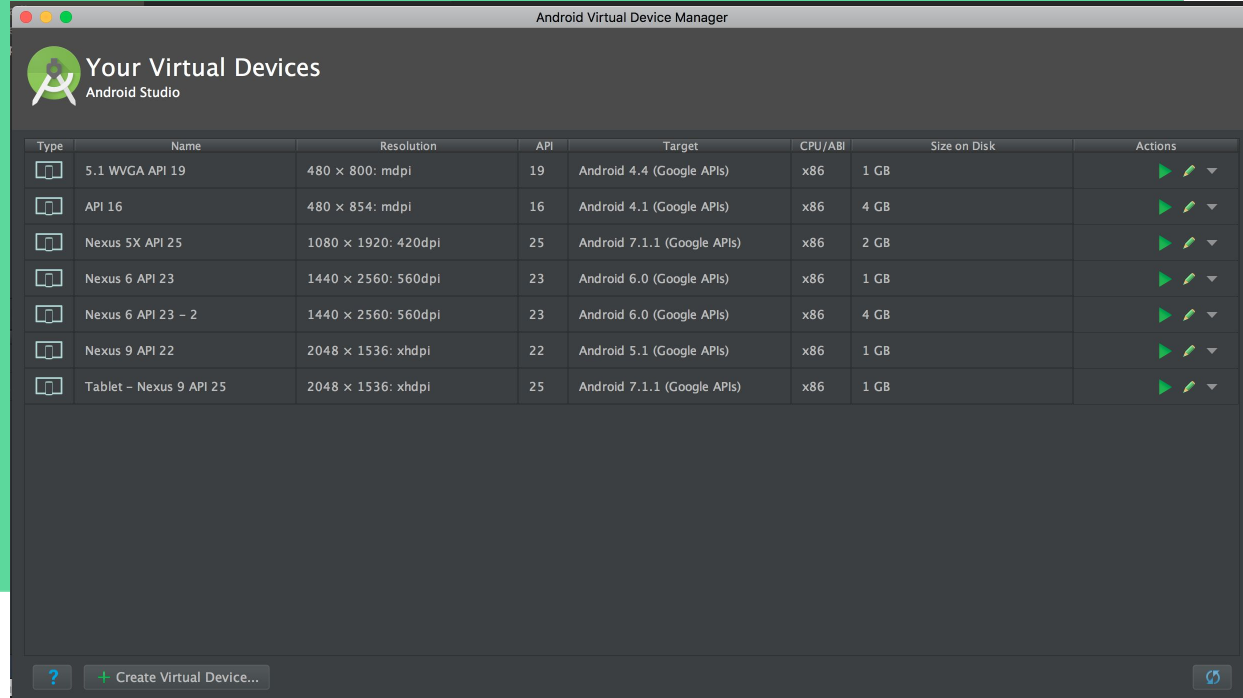 Android Virtual Device Manager
Your Virtual Devices
Android Studio
Type Name Resolution API Target CPU/ABI Size on Disk Actions
5.1 WVGA API 19 480 × 800: mdpi 19 Android 4.4 (Google APIs) x86 1 GB
API 16 480 × 854: mdpi 16 Android 4.1 (Google APIs) x86 4 GB
Nexus 5X API 25 1080 × 1920: 420dpi 25 Android 7.1.1 (Google APIs) x86 2 GB
Nexus 6 API 23 1440 × 2560: 560dpi 23 Android 6.0 (Google APIs) x86 1 GB
Nexus 6 API 23 – 2 1440 × 2560: 560dpi 23 Android 6.0 (Google APIs) x86 4 GB
Nexus 9 API 22 2048 × 1536: xhdpi 22 Android 5.1 (Google APIs) x86 1 GB
Tablet – Nexus 9 API 25 2048 × 1536: xhdpi 25 Android 7.1.1 (Google APIs) x86 1 GB
? + Create Virtual Device...